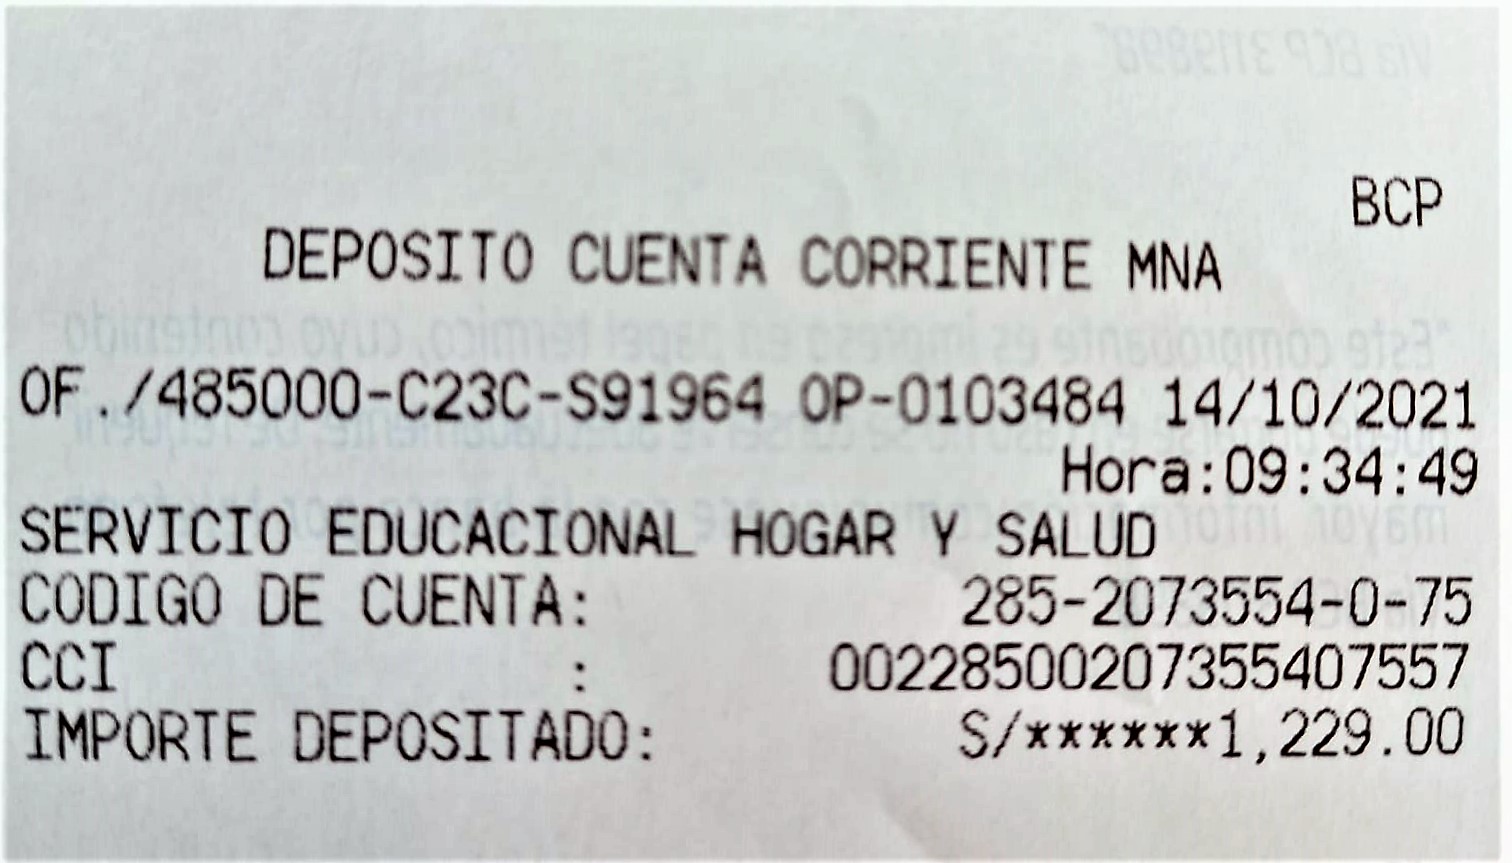 BCP
DEPOSITO CUENTA CORRIENTE MNA
OF./485000-C23C-S91964 OP-0103484 14/10/2021
Hora:09:34:49
SERVICIO EDUCACIONAL HOGAR Y SALUD
CODIGO DE CUENTA: 285-2073554-0-75
CCI : 00228500207355407557
IMPORTE DEPOSITADO: S/******1,229.00